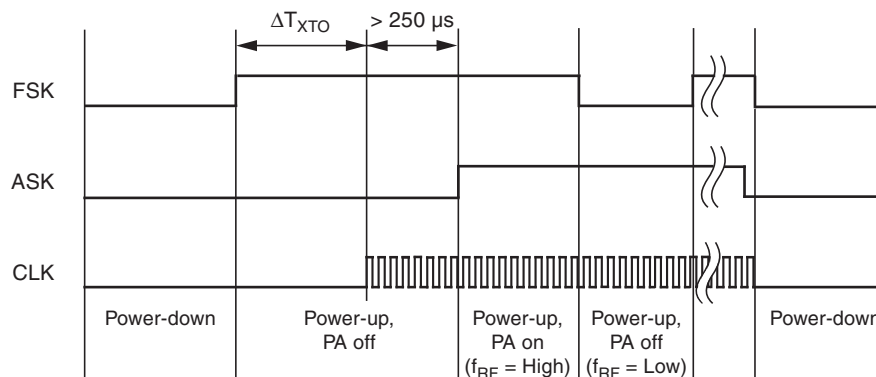 ΔT_XTO
> 250 µs
FSK
ASK
CLK
Power-down
Power-up,
PA off
Power-up,
PA on
(f_RF = High)
Power-up,
PA off
(f_RF = Low)
Power-down